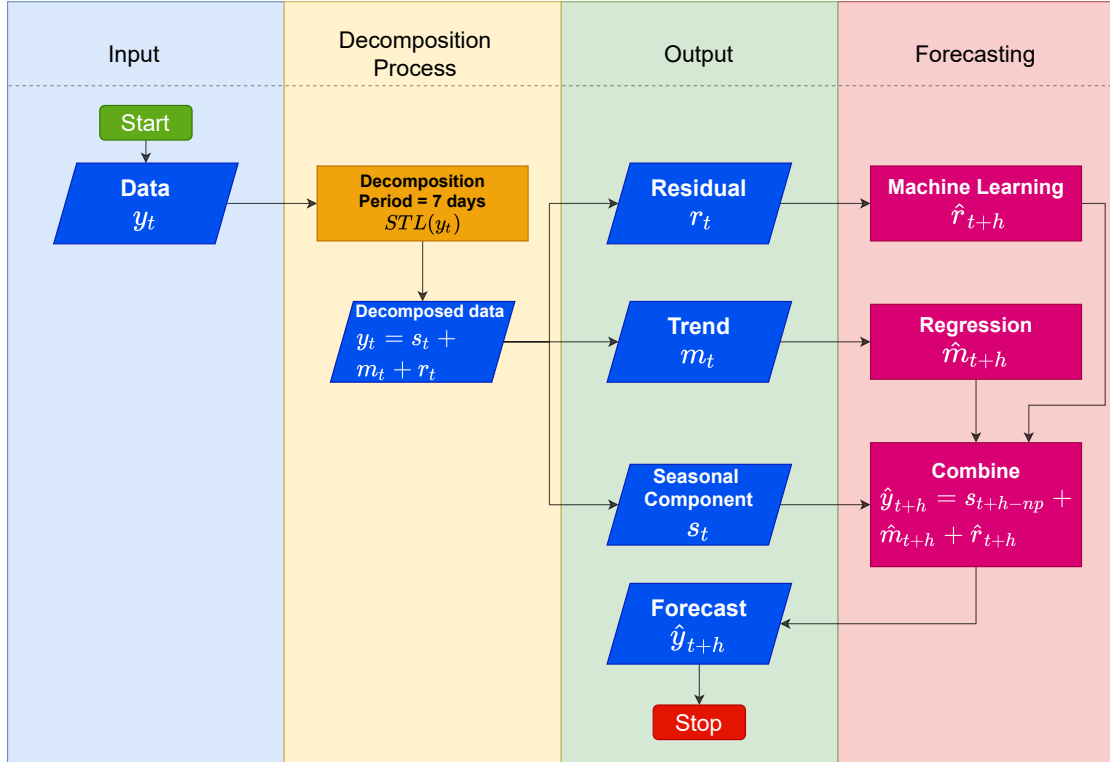 Input
Decomposition
Process
Output
Forecasting
Start
Data
y_t
Decomposition
Period = 7 days
STL(y_t)
Decomposed data
y_t = s_t +
m_t + r_t
Residual
r_t
Trend
m_t
Seasonal
Component
s_t
Machine Learning
r̂_{t+h}
Regression
m̂_{t+h}
Combine
ŷ_{t+h} = s_{t+h-np} +
m̂_{t+h} + r̂_{t+h}
Forecast
ŷ_{t+h}
Stop